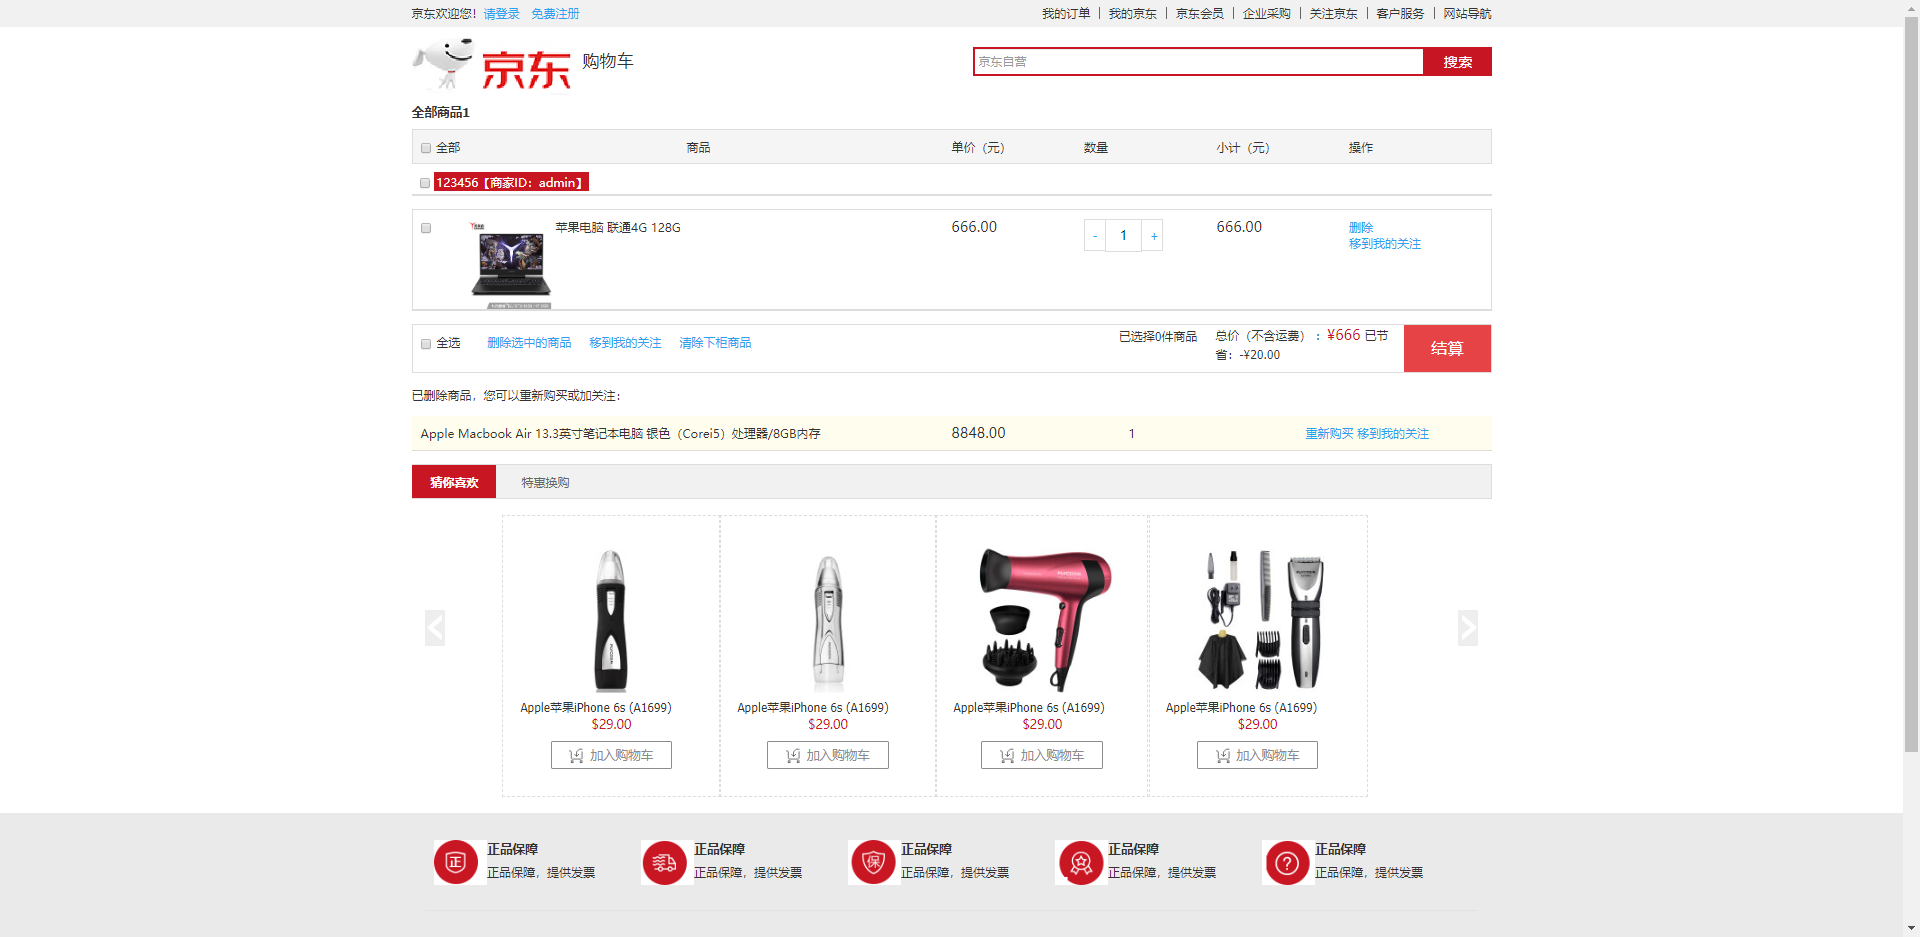 京东欢迎您! 请登录 免费注册 我的订单 | 我的京东 | 京东会员 | 企业采购 | 关注京东 | 客户服务 | 网站导航
京东 购物车 京东自营 搜索
全部商品1
全部 商品 单价（元） 数量 小计（元） 操作
123456【商家ID：admin】
苹果电脑 联通4G 128G 666.00 - 1 + 666.00 删除
移到我的关注
全选 删除选中的商品 移到我的关注 清除下柜商品 已选择0件商品 总价（不含运费）：¥666 已节
省：-¥20.00
结算
已删除商品，您可以重新购买或加关注：
Apple Macbook Air 13.3英寸笔记本电脑 银色（Corei5）处理器/8GB内存 8848.00 1 重新购买 移到我的关注
猜你喜欢 特惠换购
Apple苹果iPhone 6s (A1699) Apple苹果iPhone 6s (A1699) Apple苹果iPhone 6s (A1699) Apple苹果iPhone 6s (A1699)
$29.00 $29.00 $29.00 $29.00
加入购物车 加入购物车 加入购物车 加入购物车
正 正品保障 正品保障 保 正品保障 正品保障 ? 正品保障
正品保障，提供发票 正品保障，提供发票 正品保障，提供发票 正品保障，提供发票 正品保障，提供发票